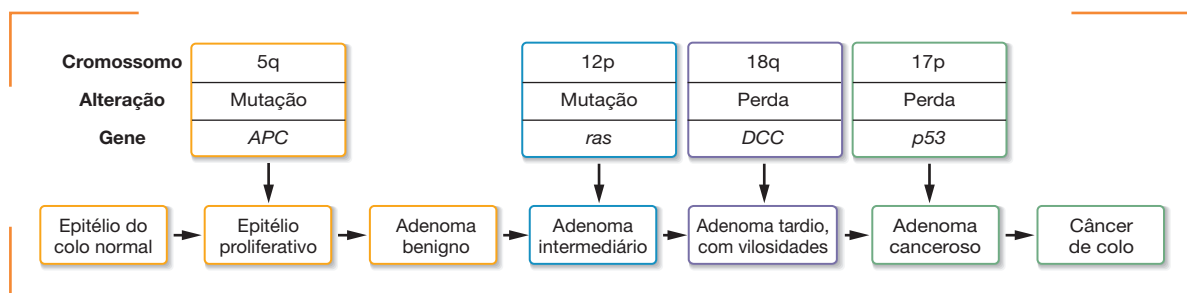 Cromossomo 5q 12p 18q 17p
Alteração Mutação Mutação Perda Perda
Gene APC ras DCC p53
Epitélio do
colo normal
Epitélio
proliferativo
Adenoma
benigno
Adenoma
intermediário
Adenoma tardio,
com vilosidades
Adenoma
canceroso
Câncer
de colo